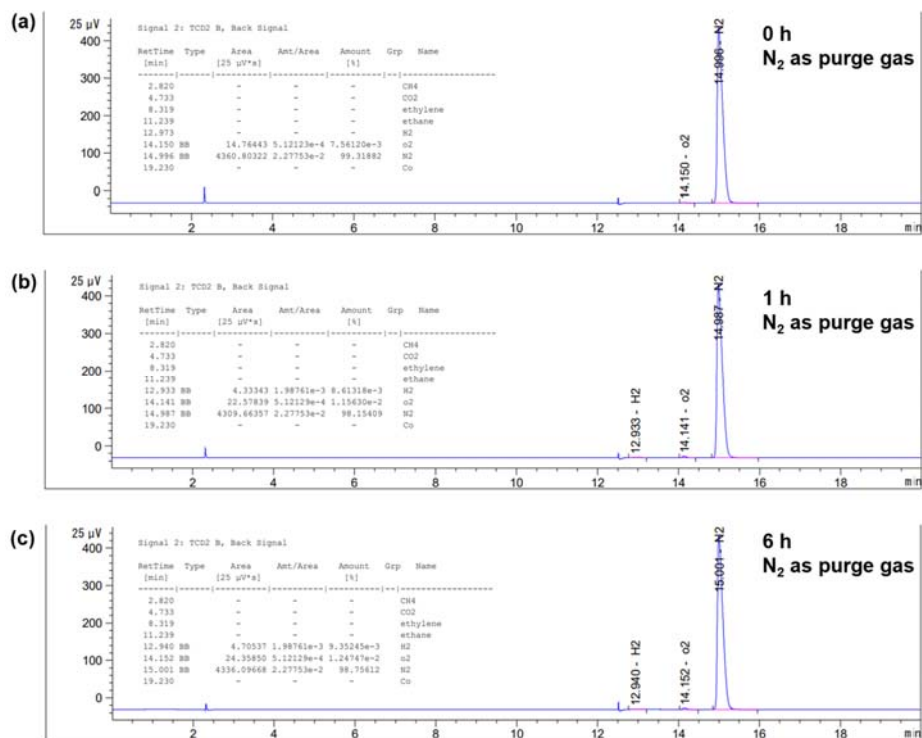 (a)
25 µV
400
300
200
100
0
Signal 2: TCD2 B, Back Signal
RetTime Type Area Amt/Area Amount Grp Name
[min] [25 µV*s] [%]
-------|------|----------|----------|----------|--|------------------
2.820 - - - CH4
4.733 - - - CO2
8.319 - - - ethylene
11.239 - - - ethane
12.973 - - - H2
14.150 BB 14.76443 5.12123e-4 7.56120e-3 o2
14.996 BB 4360.80322 2.27753e-2 99.31882 N2
19.230 - - - Co
14.150 - o2
14.996 - N2
0 h
N₂ as purge gas
2 4 6 8 10 12 14 16 18 min
(b)
25 µV
400
300
200
100
0
Signal 2: TCD2 B, Back Signal
RetTime Type Area Amt/Area Amount Grp Name
[min] [25 µV*s] [%]
-------|------|----------|----------|----------|--|------------------
2.820 - - - CH4
4.733 - - - CO2
8.319 - - - ethylene
11.239 - - - ethane
12.933 BB 4.33343 1.98761e-3 8.61318e-3 H2
14.141 BB 22.57839 5.12129e-4 1.15630e-2 o2
14.987 BB 4309.66357 2.27753e-2 98.15409 N2
19.230 - - - Co
12.933 - H2
14.141 - o2
14.987 - N2
1 h
N₂ as purge gas
2 4 6 8 10 12 14 16 18 min
(c)
25 µV
400
300
200
100
0
Signal 2: TCD2 B, Back Signal
RetTime Type Area Amt/Area Amount Grp Name
[min] [25 µV*s] [%]
-------|------|----------|----------|----------|--|------------------
2.820 - - - CH4
4.733 - - - CO2
8.319 - - - ethylene
11.239 - - - ethane
12.940 BB 4.70537 1.98761e-3 9.35245e-3 H2
14.152 BB 24.35850 5.12129e-4 1.24747e-2 o2
15.001 BB 4336.09668 2.27753e-2 98.75612 N2
19.230 - - - Co
12.940 - H2
14.152 - o2
15.001 - N2
6 h
N₂ as purge gas
2 4 6 8 10 12 14 16 18 min